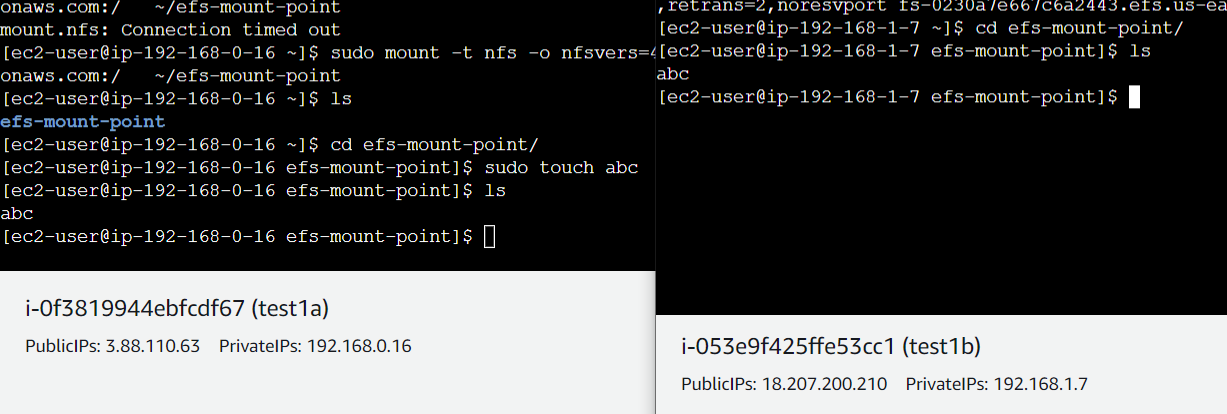 onaws.com:/   ~/efs-mount-point
mount.nfs: Connection timed out
[ec2-user@ip-192-168-0-16 ~]$ sudo mount -t nfs -o nfsvers=4
onaws.com:/   ~/efs-mount-point
[ec2-user@ip-192-168-0-16 ~]$ ls
efs-mount-point
[ec2-user@ip-192-168-0-16 ~]$ cd efs-mount-point/
[ec2-user@ip-192-168-0-16 efs-mount-point]$ sudo touch abc
[ec2-user@ip-192-168-0-16 efs-mount-point]$ ls
abc
[ec2-user@ip-192-168-0-16 efs-mount-point]$
i-0f3819944ebfcdf67 (test1a)
PublicIPs: 3.88.110.63 PrivateIPs: 192.168.0.16
,retrans=2,noresvport fs-0230a7e667c6a2443.efs.us-ea
[ec2-user@ip-192-168-1-7 ~]$ cd efs-mount-point/
[ec2-user@ip-192-168-1-7 efs-mount-point]$ ls
abc
[ec2-user@ip-192-168-1-7 efs-mount-point]$
i-053e9f425ffe53cc1 (test1b)
PublicIPs: 18.207.200.210 PrivateIPs: 192.168.1.7